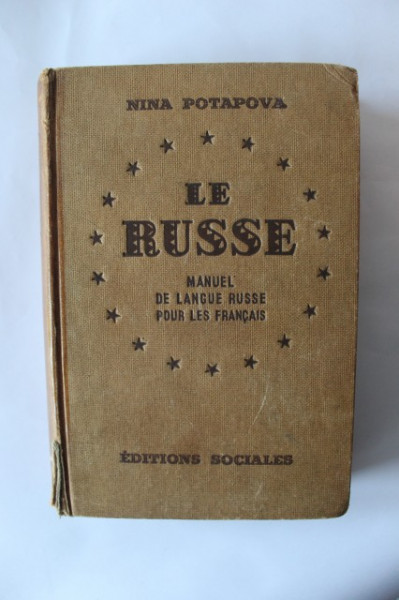 NINA POTAPOVA
LE
RUSSE
MANUEL
DE LANGUE RUSSE
POUR LES FRANÇAIS
ÉDITIONS SOCIALES